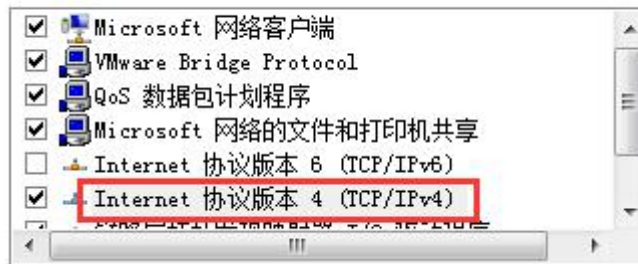 Microsoft 网络客户端
VMware Bridge Protocol
QoS 数据包计划程序
Microsoft 网络的文件和打印机共享
Internet 协议版本 6 (TCP/IPv6)
Internet 协议版本 4 (TCP/IPv4)